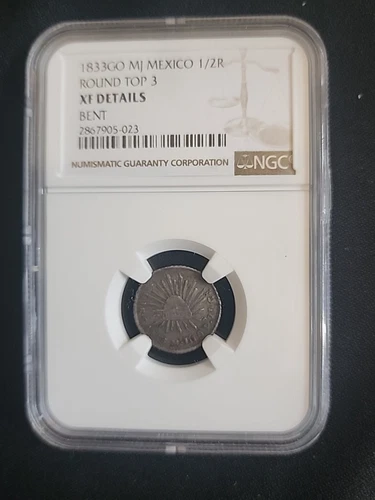 1833GO MJ MEXICO 1/2R
ROUND TOP 3
XF DETAILS
BENT
2867905-023
NUMISMATIC GUARANTY CORPORATION NGC